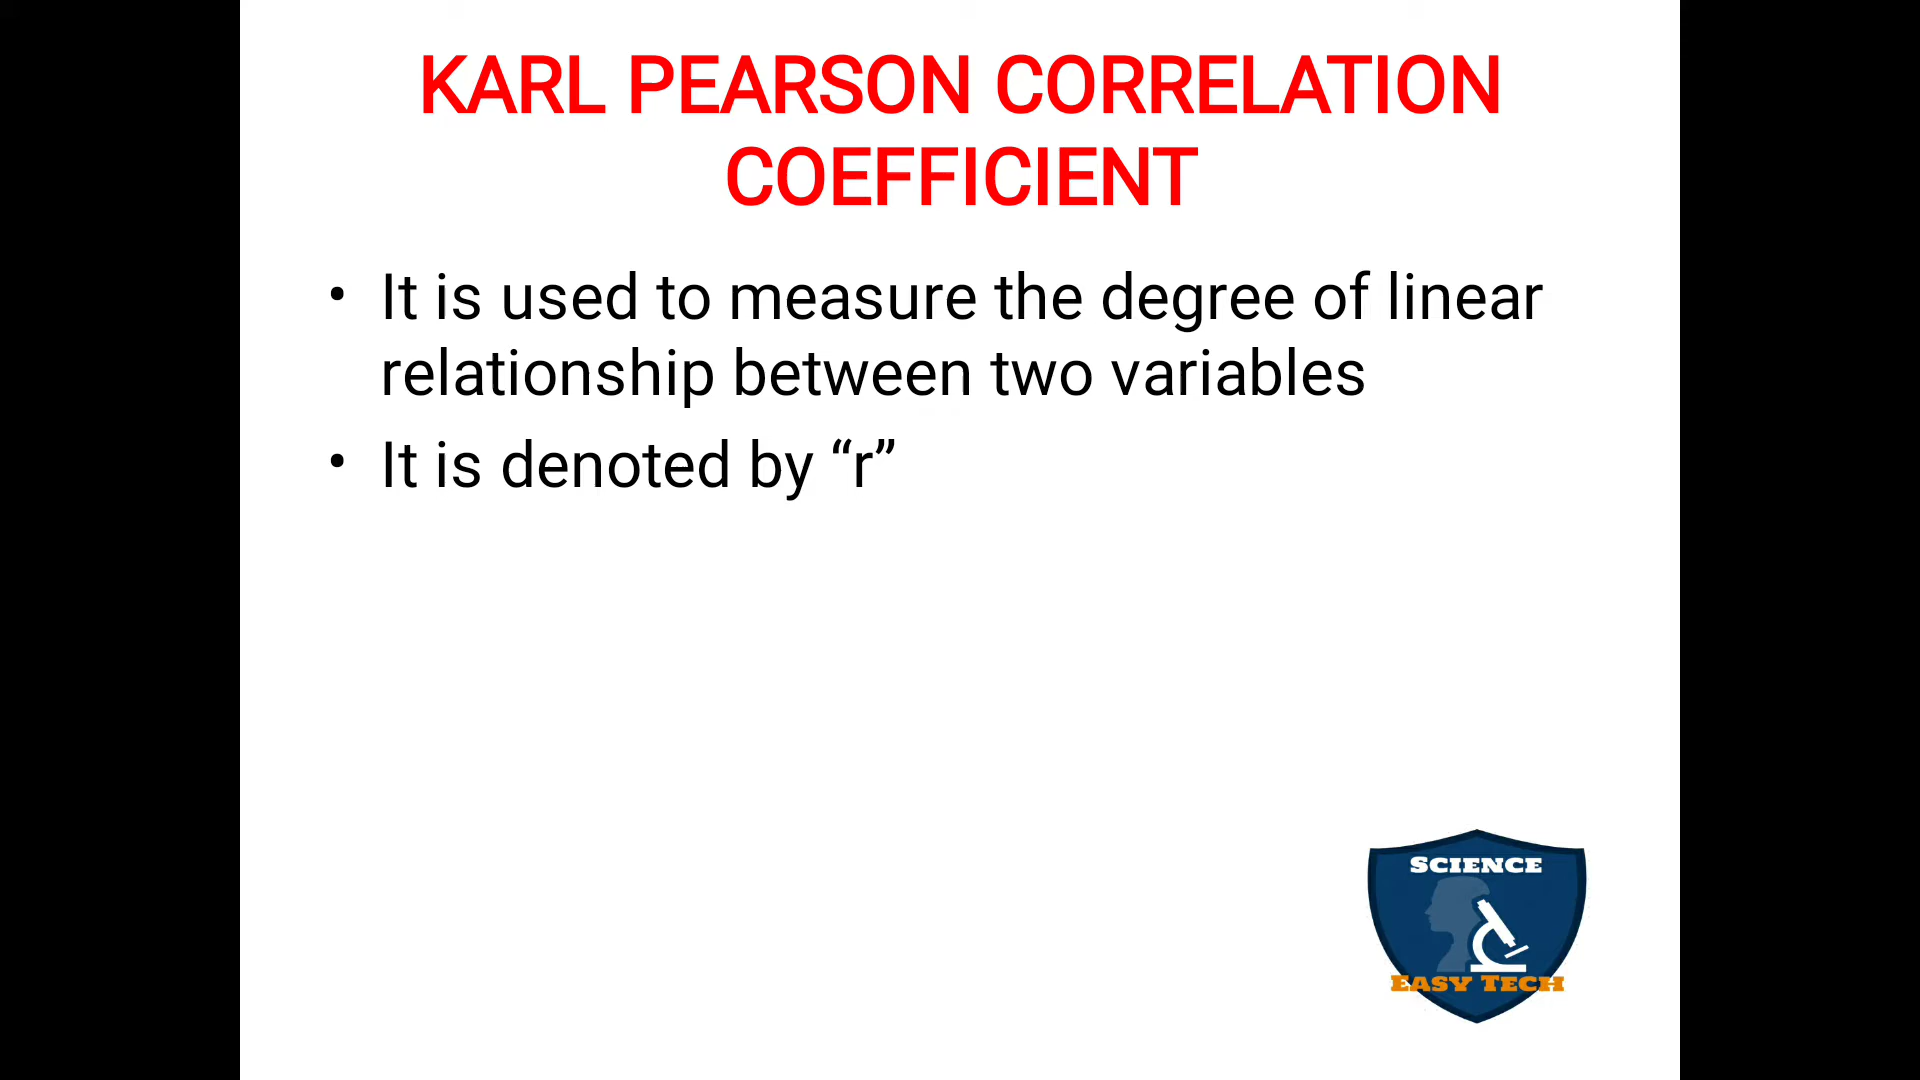 KARL PEARSON CORRELATION
COEFFICIENT
• It is used to measure the degree of linear
relationship between two variables
• It is denoted by “r”
SCIENCE
EASY TECH